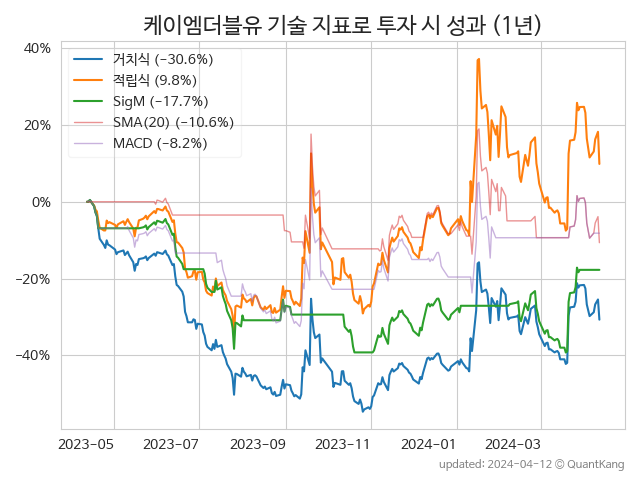 케이엠더블유 기술 지표로 투자 시 성과 (1년)
거치식 (−30.6%)
적립식 (9.8%)
SigM (−17.7%)
SMA(20) (−10.6%)
MACD (−8.2%)
40%
20%
0%
−20%
−40%
2023-05 2023-07 2023-09 2023-11 2024-01 2024-03
updated: 2024-04-12 © QuantKang